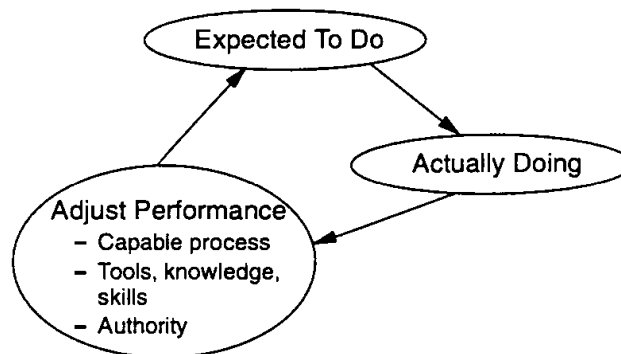 Expected To Do
Actually Doing
Adjust Performance
– Capable process
– Tools, knowledge,
skills
– Authority